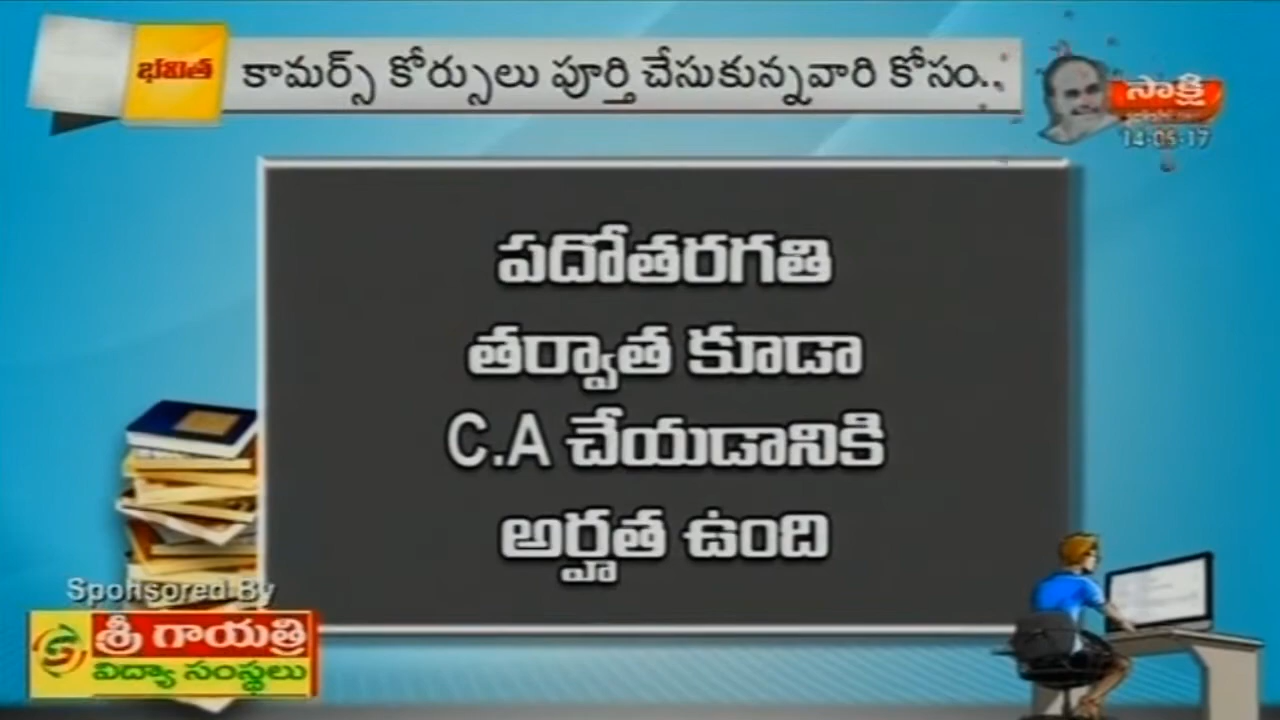 భవిత
కామర్స్ కోర్సులు పూర్తి చేసుకున్నవారి కోసం..
సాక్షి
14-05-17
పదోతరగతి
తర్వాత కూడా
C.A చేయడానికి
అర్హత ఉంది
Sponsored By
శ్రీ గాయత్రి
విద్యా సంస్థలు